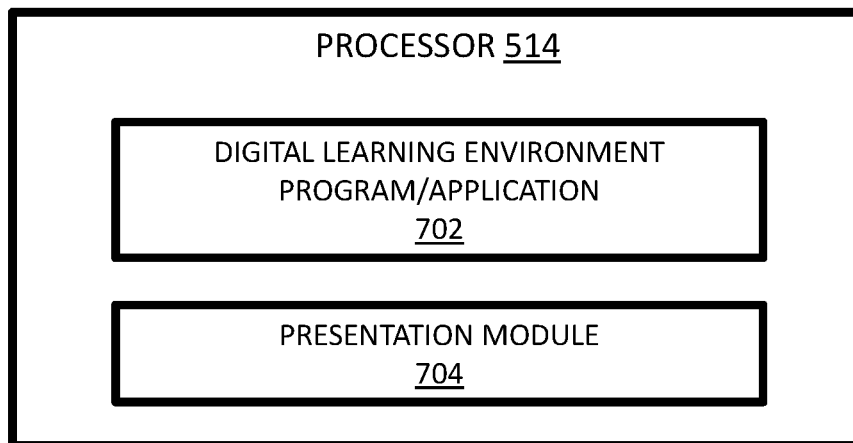 PROCESSOR 514
DIGITAL LEARNING ENVIRONMENT
PROGRAM/APPLICATION
702
PRESENTATION MODULE
704